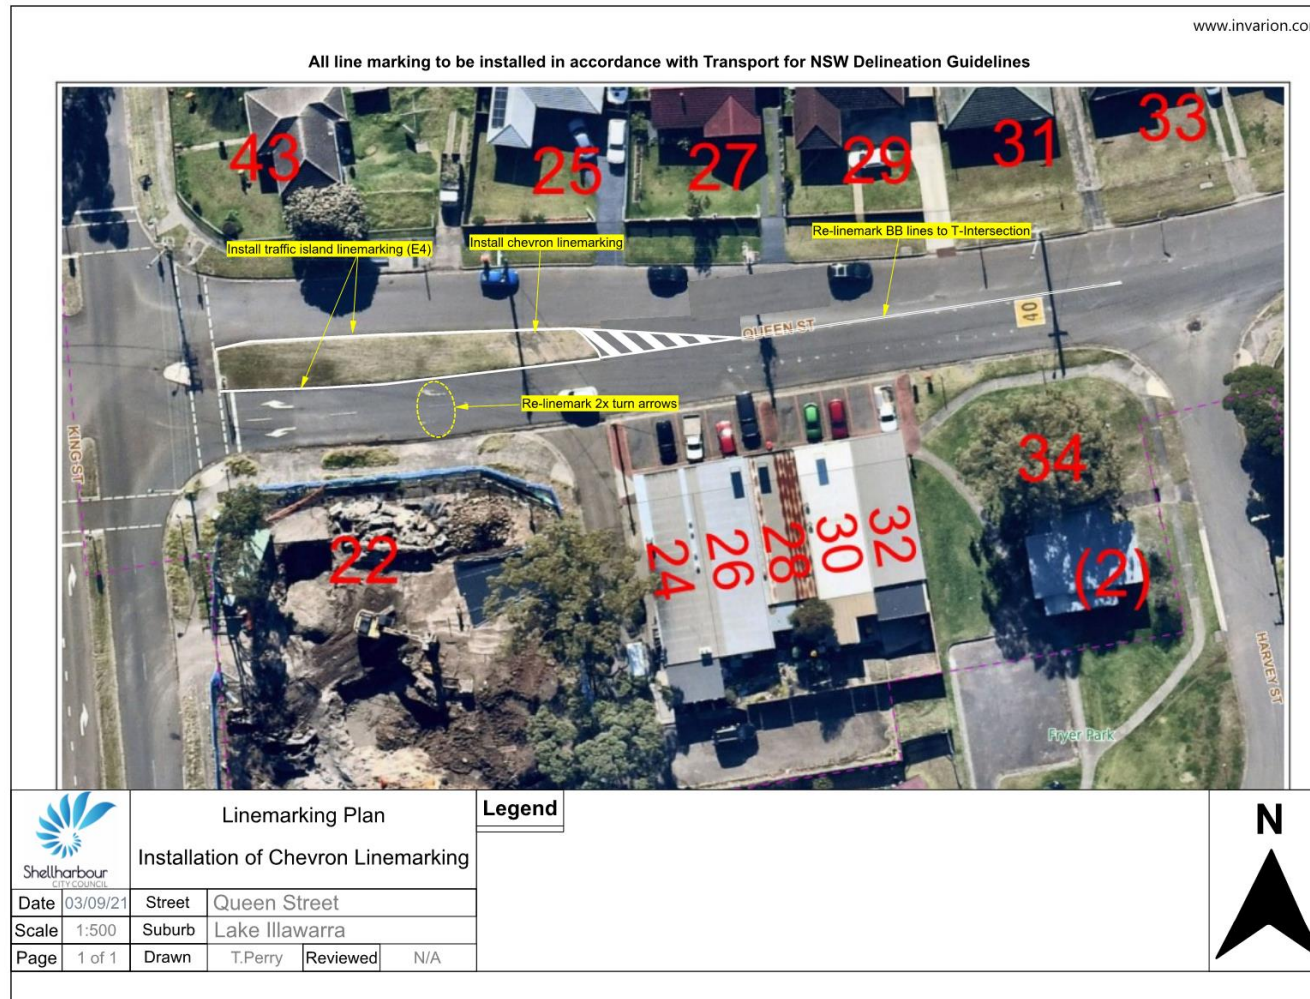 www.invarion.co
All line marking to be installed in accordance with Transport for NSW Delineation Guidelines
43
25
27
29
31
33
Install traffic island linemarking (E4)
Install chevron linemarking
Re-linemark BB lines to T-Intersection
40
QUEEN ST
Re-linemark 2x turn arrows
KING ST
22
24
26
28
30
32
34
(2)
HARVEY ST
Fryer Park
Shellharbour
CITY COUNCIL
Linemarking Plan
Installation of Chevron Linemarking
Legend
N
Date 03/09/21 Street Queen Street
Scale 1:500 Suburb Lake Illawarra
Page 1 of 1 Drawn T.Perry Reviewed N/A